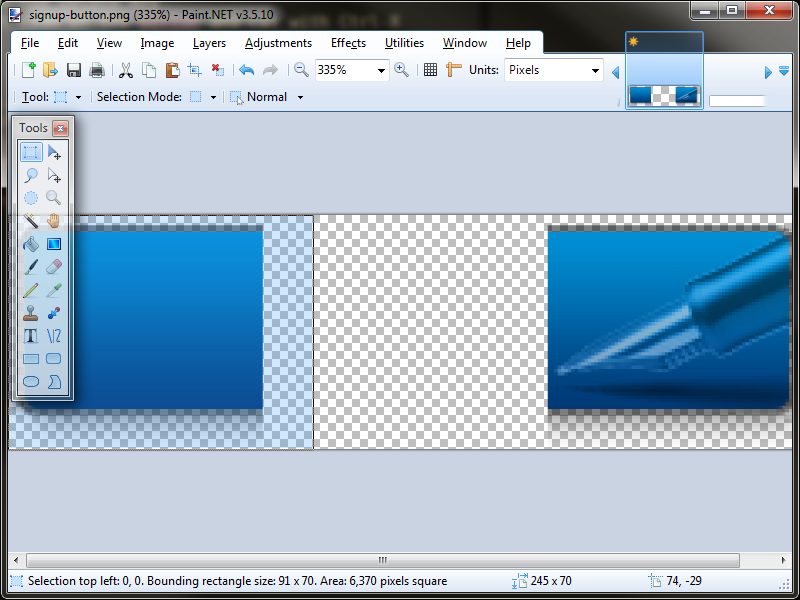 signup-button.png (335%) - Paint.NET v3.5.10
File Edit View Image Layers Adjustments Effects Utilities Window Help
335% Units: Pixels
Tool: Selection Mode: Normal
Tools
Selection top left: 0, 0. Bounding rectangle size: 91 x 70. Area: 6,370 pixels square 245 x 70 74, -29